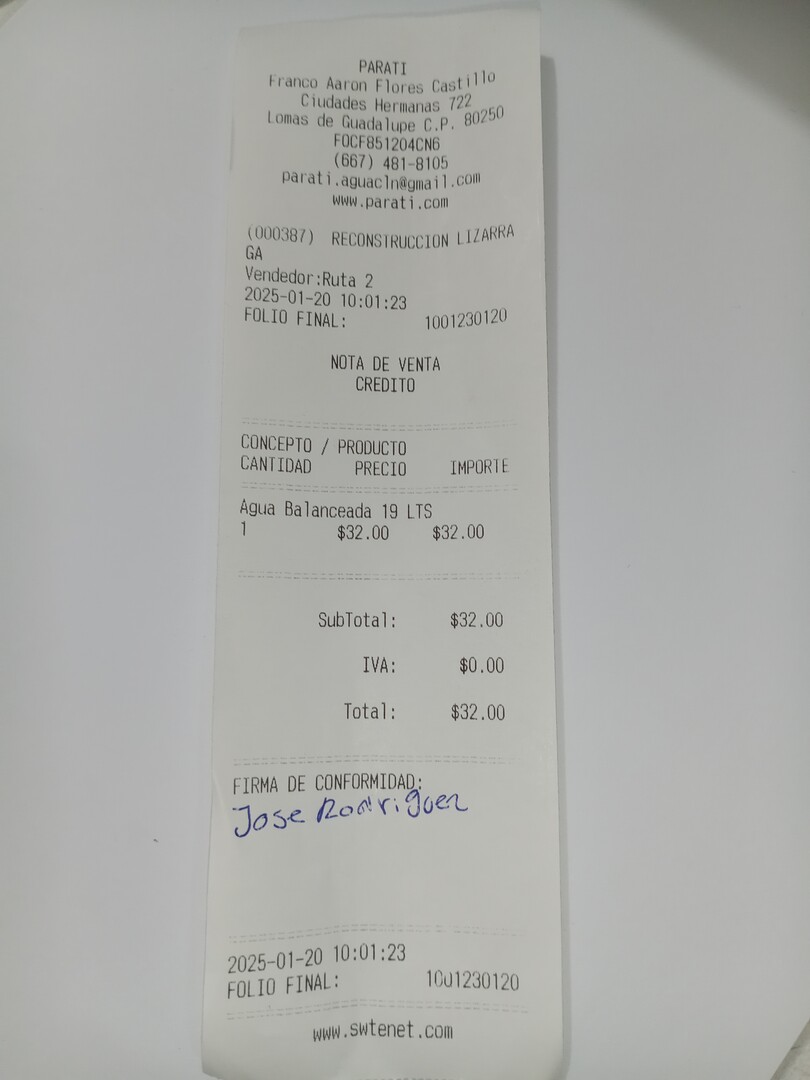 PARATI
Franco Aaron Flores Castillo
Ciudades Hermanas 722
Lomas de Guadalupe C.P. 80250
FOCF851204CN6
(667) 481-8105
parati.aguacln@gmail.com
www.parati.com
(000387) RECONSTRUCCION LIZARRA
GA
Vendedor:Ruta 2
2025-01-20 10:01:23
FOLIO FINAL: 1001230120
NOTA DE VENTA
CREDITO
CONCEPTO / PRODUCTO
CANTIDAD PRECIO IMPORTE
Agua Balanceada 19 LTS
1 $32.00 $32.00
SubTotal: $32.00
IVA: $0.00
Total: $32.00
FIRMA DE CONFORMIDAD:
Jose Rodriguez
2025-01-20 10:01:23
FOLIO FINAL: 1001230120
www.swtenet.com